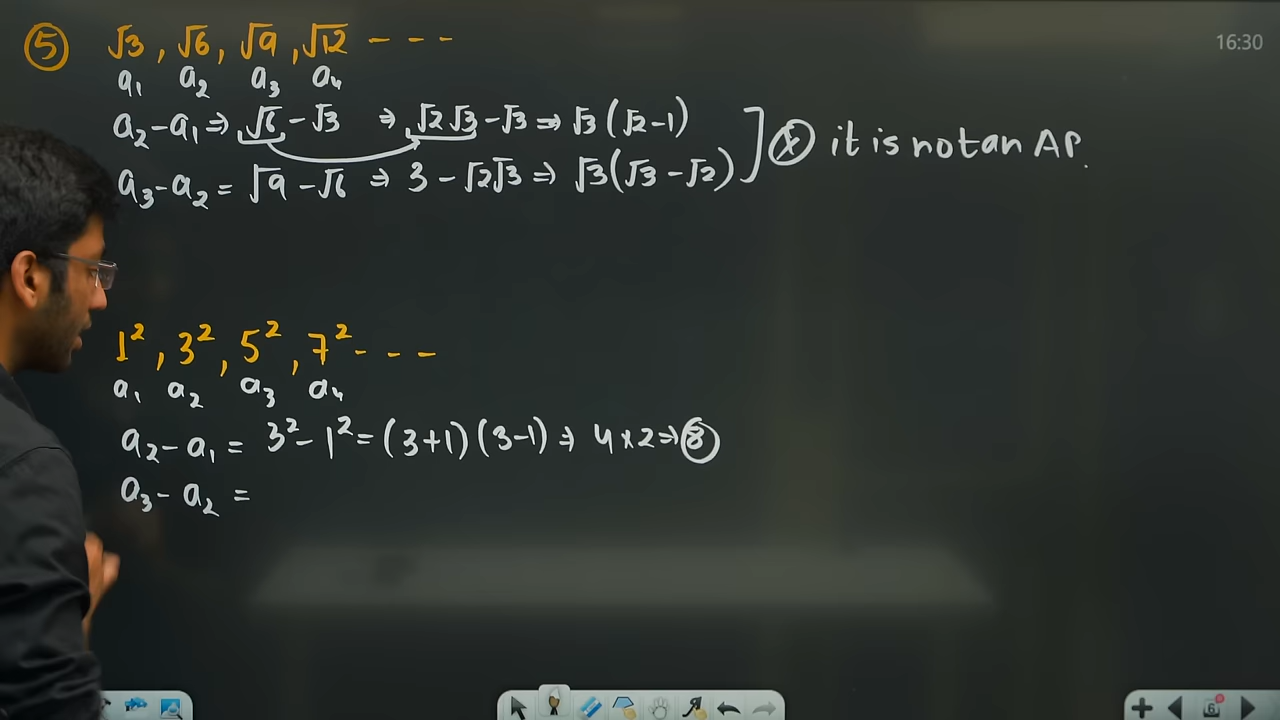 16:30
⑤ √3 , √6 , √9 , √12 - - -
a₁ a₂ a₃ a₄
a₂-a₁ ⇒ √6 - √3 ⇒ √2√3 - √3 ⇒ √3(√2-1)
a₃-a₂ = √9 - √6 ⇒ 3 - √2√3 ⇒ √3(√3 - √2) ] ⓧ it is not an AP.
1² , 3² , 5² , 7² - - -
a₁ a₂ a₃ a₄
a₂ - a₁ = 3² - 1² = (3+1)(3-1) ⇒ 4×2 ⇒ ⑧
a₃ - a₂ =
6